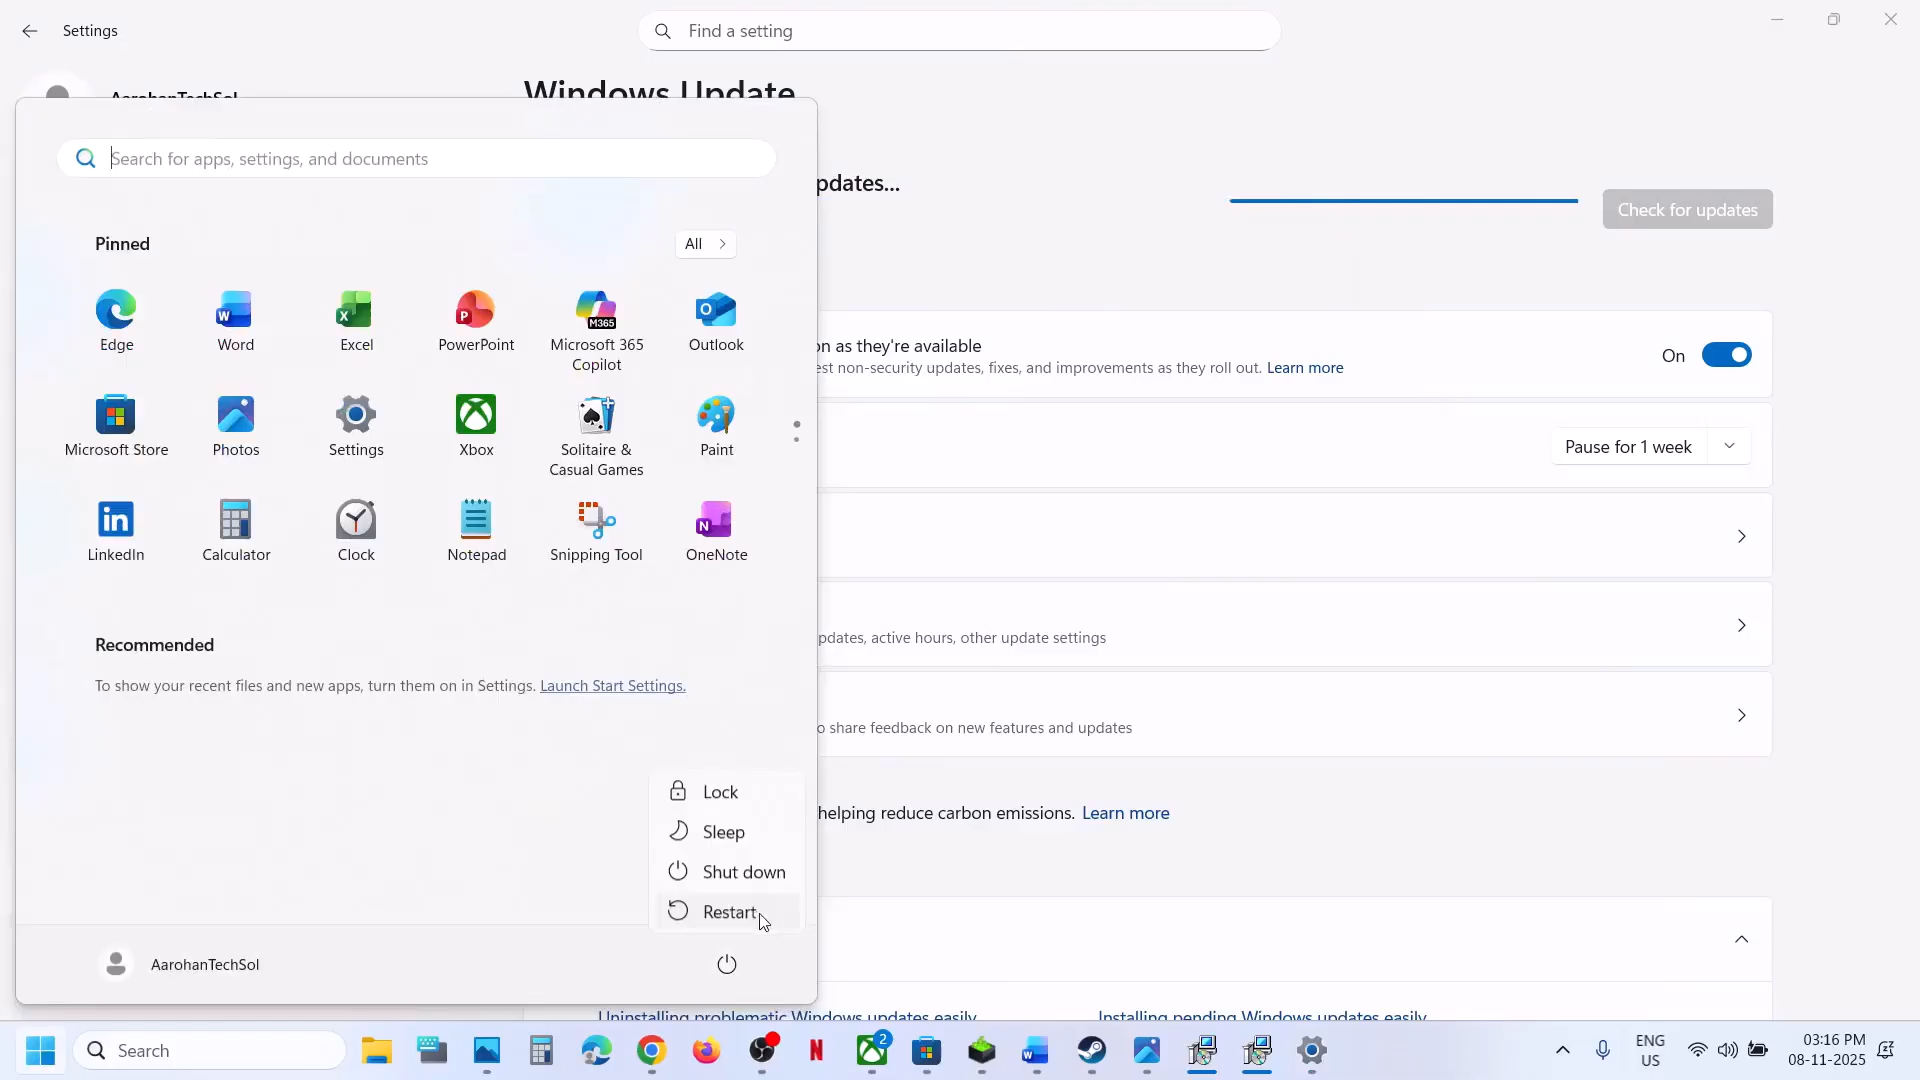 Settings
Find a setting
AarohanTechSol
Windows Update
Search for apps, settings, and documents
pdates...
Check for updates
Pinned
All
Edge
Word
Excel
PowerPoint
Microsoft 365
Copilot
M365
Outlook
on as they're available
est non-security updates, fixes, and improvements as they roll out. Learn more
On
Microsoft Store
Photos
Settings
Xbox
Solitaire &
Casual Games
Paint
Pause for 1 week
LinkedIn
Calculator
Clock
Notepad
Snipping Tool
OneNote
Recommended
To show your recent files and new apps, turn them on in Settings. Launch Start Settings.
pdates, active hours, other update settings
o share feedback on new features and updates
Lock
Sleep
Shut down
Restart
helping reduce carbon emissions. Learn more
AarohanTechSol
Uninstalling problematic Windows updates easily
Installing pending Windows updates easily
Search
2
ENG
US
03:16 PM
08-11-2025